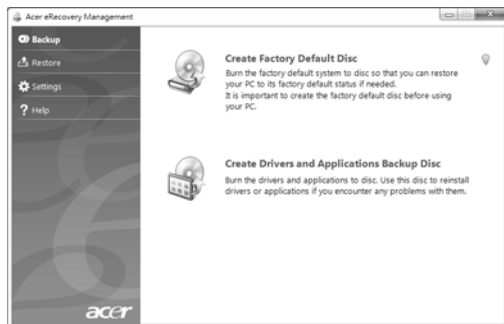 Acer eRecovery Management
Backup
Restore
Settings
Help
Create Factory Default Disc
Burn the factory default system to disc so that you can restore
your PC to its factory default status if needed.
It is important to create the factory default disc before using
your PC.
Create Drivers and Applications Backup Disc
Burn the drivers and applications to disc. Use this disc to reinstall
drivers or applications if you encounter any problems with them.
acer